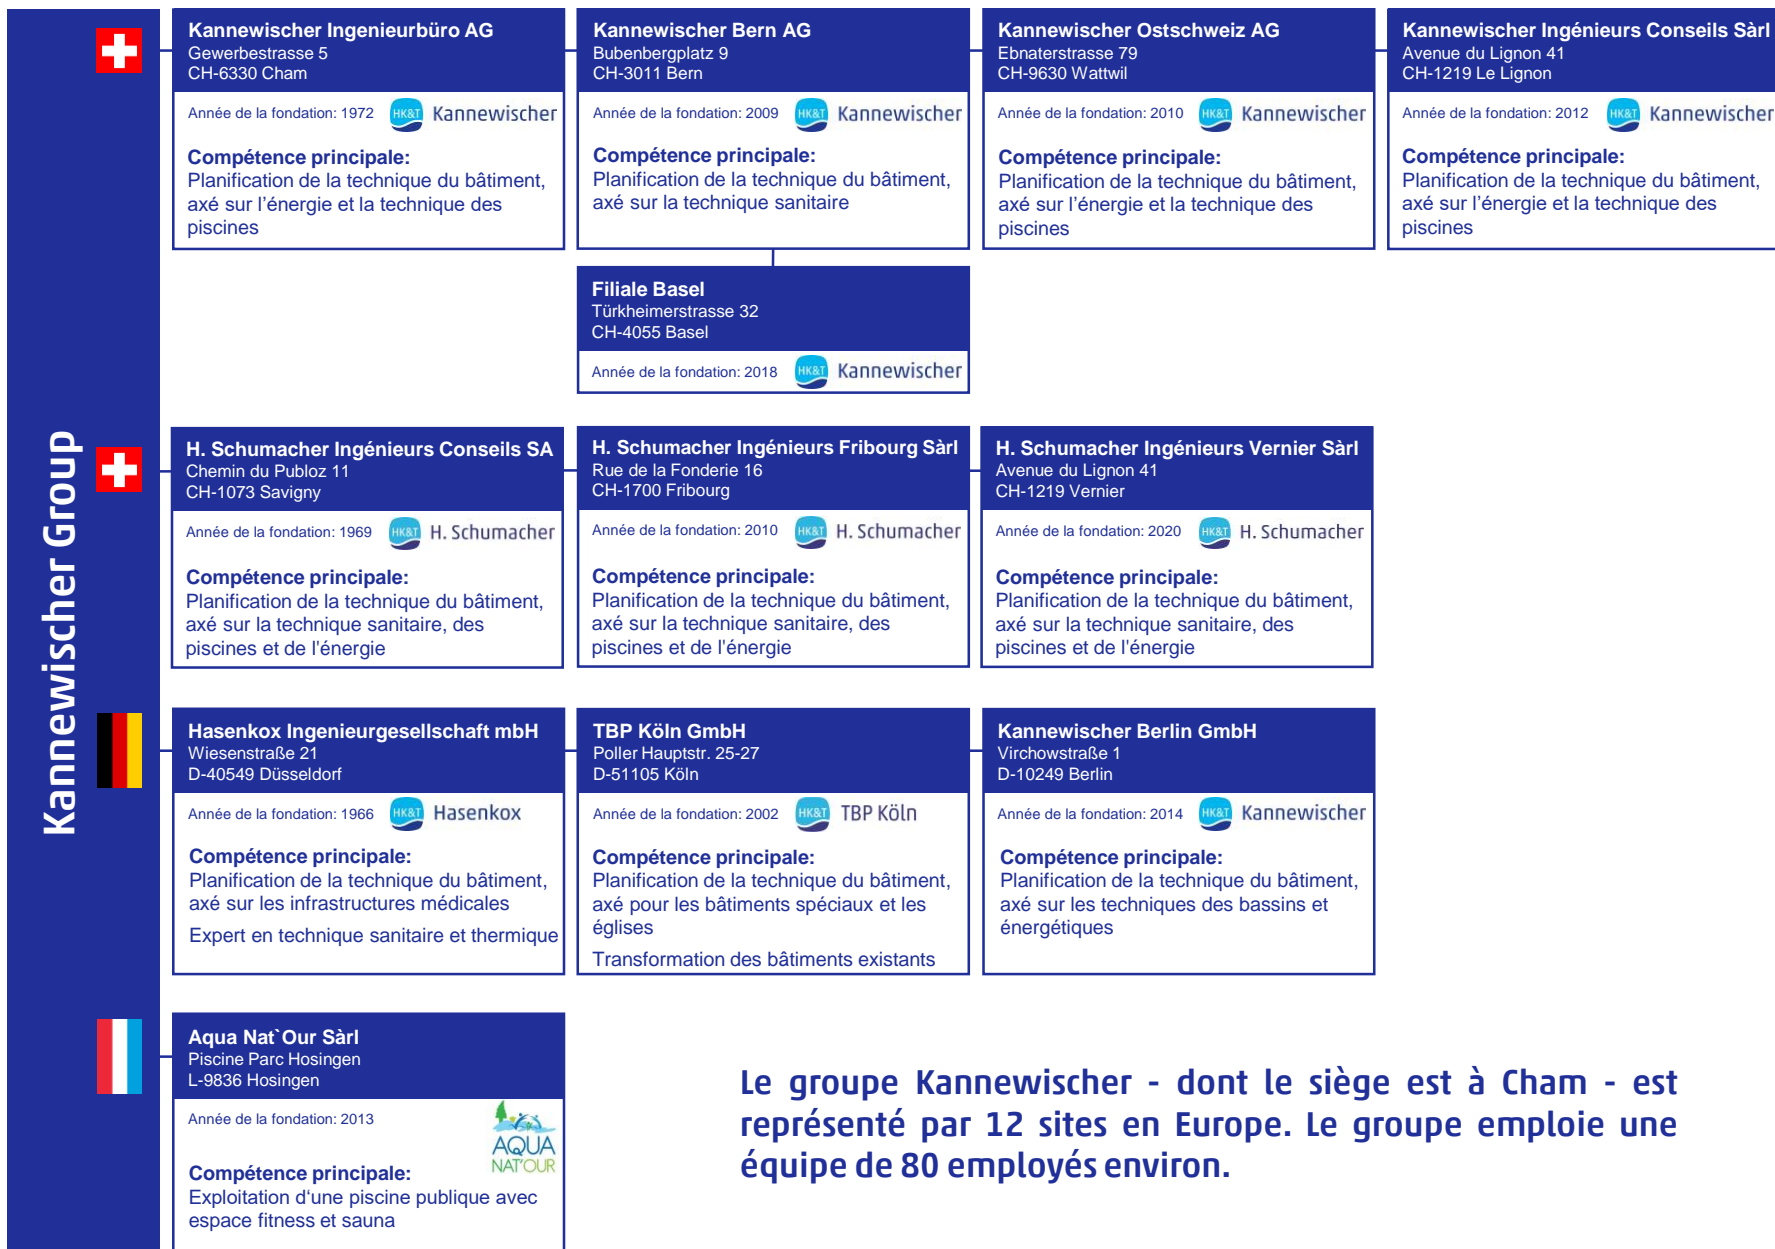 Kannewischer Group
Kannewischer Ingenieurbüro AG
Gewerbestrasse 5
CH-6330 Cham
Année de la fondation: 1972
HK&T Kannewischer
Compétence principale:
Planification de la technique du bâtiment,
axé sur l’énergie et la technique des
piscines
Kannewischer Bern AG
Bubenbergplatz 9
CH-3011 Bern
Année de la fondation: 2009
HK&T Kannewischer
Compétence principale:
Planification de la technique du bâtiment,
axé sur la technique sanitaire
Kannewischer Ostschweiz AG
Ebnaterstrasse 79
CH-9630 Wattwil
Année de la fondation: 2010
HK&T Kannewischer
Compétence principale:
Planification de la technique du bâtiment,
axé sur l’énergie et la technique des
piscines
Kannewischer Ingénieurs Conseils Sàrl
Avenue du Lignon 41
CH-1219 Le Lignon
Année de la fondation: 2012
HK&T Kannewischer
Compétence principale:
Planification de la technique du bâtiment,
axé sur l’énergie et la technique des
piscines
Filiale Basel
Türkheimerstrasse 32
CH-4055 Basel
Année de la fondation: 2018
HK&T Kannewischer
H. Schumacher Ingénieurs Conseils SA
Chemin du Publoz 11
CH-1073 Savigny
Année de la fondation: 1969
HK&T H. Schumacher
Compétence principale:
Planification de la technique du bâtiment,
axé sur la technique sanitaire, des
piscines et de l'énergie
H. Schumacher Ingénieurs Fribourg Sàrl
Rue de la Fonderie 16
CH-1700 Fribourg
Année de la fondation: 2010
HK&T H. Schumacher
Compétence principale:
Planification de la technique du bâtiment,
axé sur la technique sanitaire, des
piscines et de l'énergie
H. Schumacher Ingénieurs Vernier Sàrl
Avenue du Lignon 41
CH-1219 Vernier
Année de la fondation: 2020
HK&T H. Schumacher
Compétence principale:
Planification de la technique du bâtiment,
axé sur la technique sanitaire, des
piscines et de l'énergie
Hasenkox Ingenieurgesellschaft mbH
Wiesenstraße 21
D-40549 Düsseldorf
Année de la fondation: 1966
HK&T Hasenkox
Compétence principale:
Planification de la technique du bâtiment,
axé sur les infrastructures médicales
Expert en technique sanitaire et thermique
TBP Köln GmbH
Poller Hauptstr. 25-27
D-51105 Köln
Année de la fondation: 2002
HK&T TBP Köln
Compétence principale:
Planification de la technique du bâtiment,
axé pour les bâtiments spéciaux et les
églises
Transformation des bâtiments existants
Kannewischer Berlin GmbH
Virchowstraße 1
D-10249 Berlin
Année de la fondation: 2014
HK&T Kannewischer
Compétence principale:
Planification de la technique du bâtiment,
axé sur les techniques des bassins et
énergétiques
Aqua Nat`Our Sàrl
Piscine Parc Hosingen
L-9836 Hosingen
Année de la fondation: 2013
AQUA
NAT'OUR
Compétence principale:
Exploitation d‘une piscine publique avec
espace fitness et sauna
Le groupe Kannewischer - dont le siège est à Cham - est
représenté par 12 sites en Europe. Le groupe emploie une
équipe de 80 employés environ.